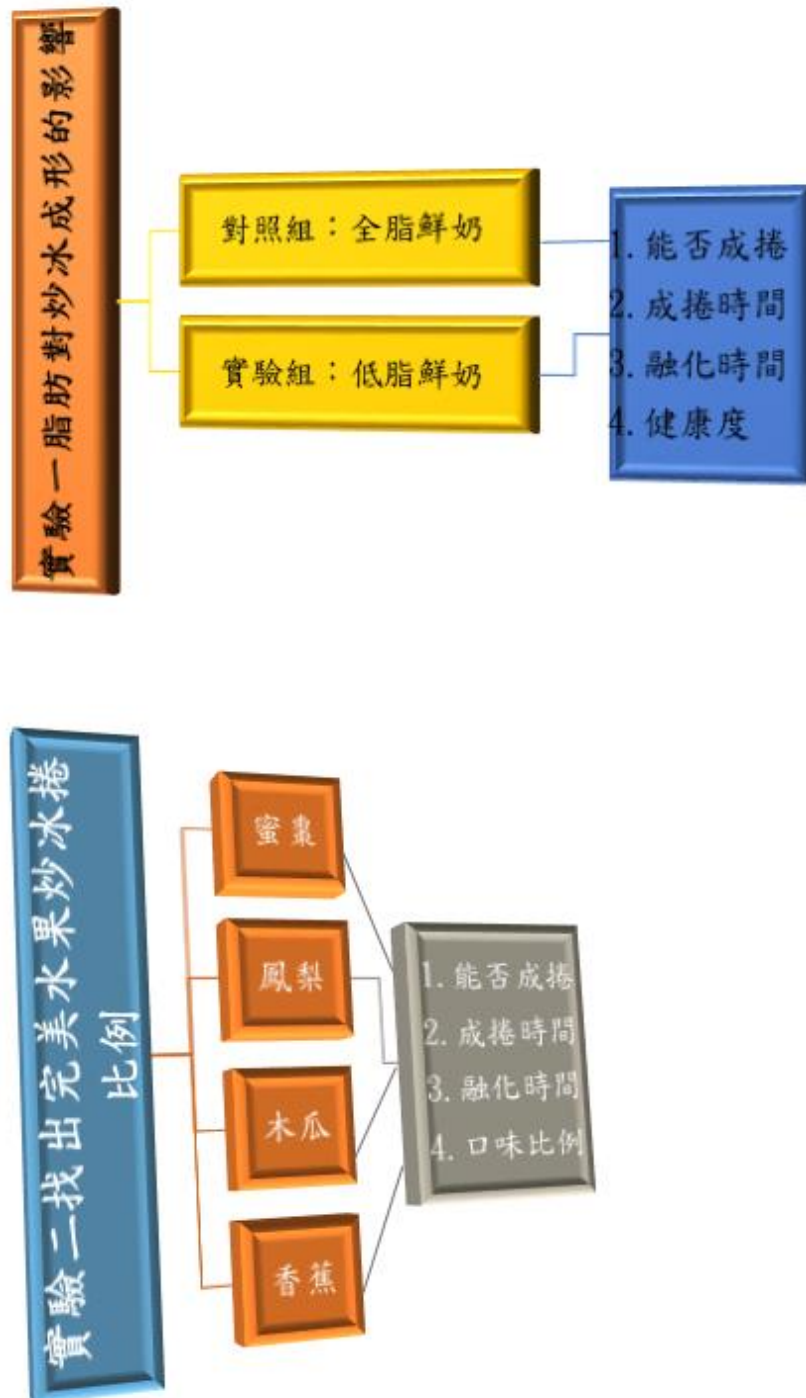 實驗一脂肪對炒冰成形的影響
對照組：全脂鮮奶
實驗組：低脂鮮奶
1. 能否成捲
2. 成捲時間
3. 融化時間
4. 健康度
實驗二找出完美水果炒冰捲
比例
蜜棗
鳳梨
木瓜
香蕉
1. 能否成捲
2. 成捲時間
3. 融化時間
4. 口味比例